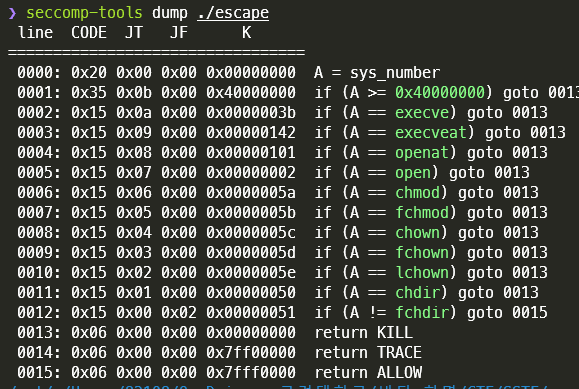 ❯ seccomp-tools dump ./escape
line CODE JT JF K
=================================
0000: 0x20 0x00 0x00 0x00000000 A = sys_number
0001: 0x35 0x0b 0x00 0x40000000 if (A >= 0x40000000) goto 0013
0002: 0x15 0x0a 0x00 0x0000003b if (A == execve) goto 0013
0003: 0x15 0x09 0x00 0x00000142 if (A == execveat) goto 0013
0004: 0x15 0x08 0x00 0x00000101 if (A == openat) goto 0013
0005: 0x15 0x07 0x00 0x00000002 if (A == open) goto 0013
0006: 0x15 0x06 0x00 0x0000005a if (A == chmod) goto 0013
0007: 0x15 0x05 0x00 0x0000005b if (A == fchmod) goto 0013
0008: 0x15 0x04 0x00 0x0000005c if (A == chown) goto 0013
0009: 0x15 0x03 0x00 0x0000005d if (A == fchown) goto 0013
0010: 0x15 0x02 0x00 0x0000005e if (A == lchown) goto 0013
0011: 0x15 0x01 0x00 0x00000050 if (A == chdir) goto 0013
0012: 0x15 0x00 0x02 0x00000051 if (A != fchdir) goto 0015
0013: 0x06 0x00 0x00 0x00000000 return KILL
0014: 0x06 0x00 0x00 0x7ff00000 return TRACE
0015: 0x06 0x00 0x00 0x7fff0000 return ALLOW